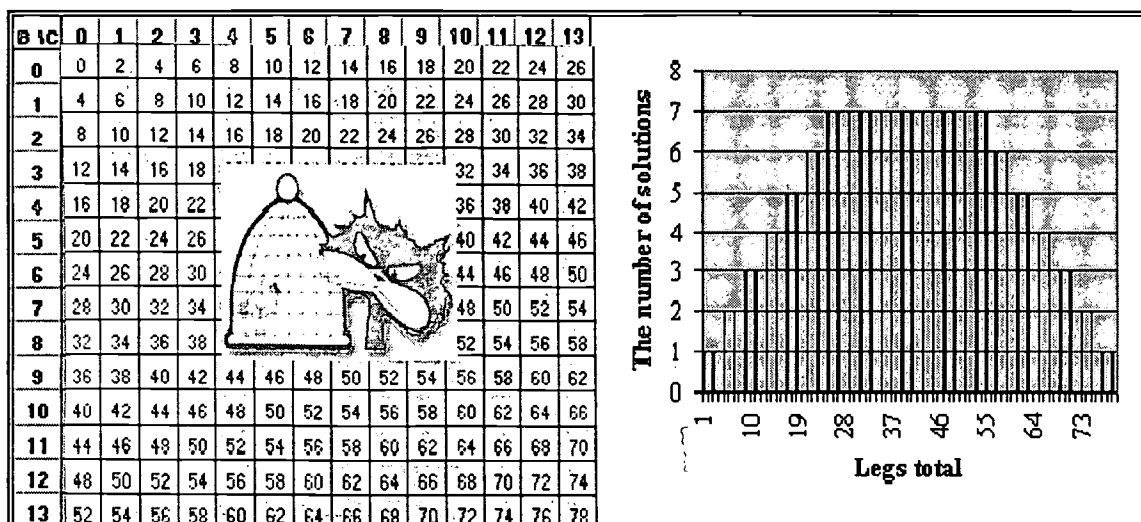 B \C 0 1 2 3 4 5 6 7 8 9 10 11 12 13
0 0 2 4 6 8 10 12 14 16 18 20 22 24 26
1 4 6 8 10 12 14 16 18 20 22 24 26 28 30
2 8 10 12 14 16 18 20 22 24 26 28 30 32 34
3 12 14 16 18 32 34 36 38
4 16 18 20 22 36 38 40 42
5 20 22 24 26 40 42 44 46
6 24 26 28 30 44 46 48 50
7 28 30 32 34 48 50 52 54
8 32 34 36 38 52 54 56 58
9 36 38 40 42 44 46 48 50 52 54 56 58 60 62
10 40 42 44 46 48 50 52 54 56 58 60 62 64 66
11 44 46 48 50 52 54 56 58 60 62 64 66 68 70
12 48 50 52 54 56 58 60 62 64 66 68 70 72 74
13 52 54 56 58 60 62 64 66 68 70 72 74 76 78
The number of solutions
8
7
6
5
4
3
2
1
0
1 10 19 28 37 46 55 64 73
Legs total